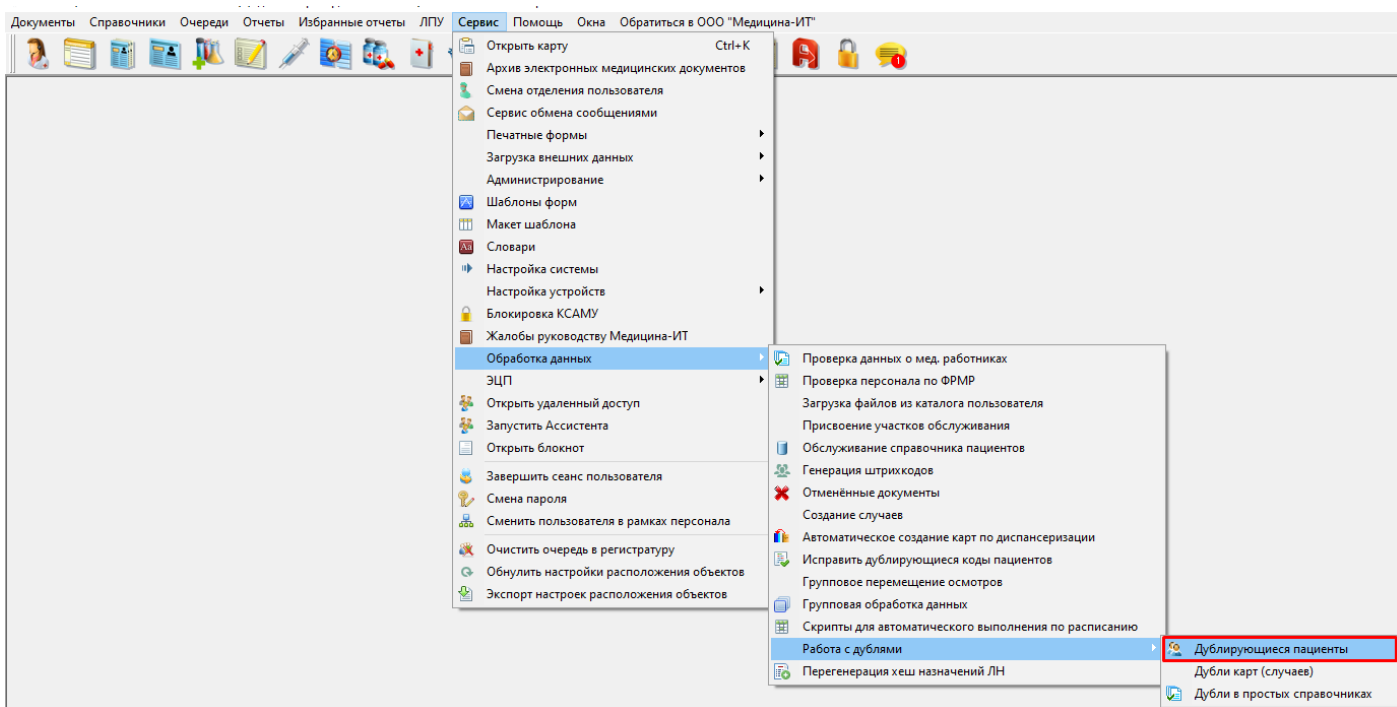 Документы Справочники Очереди Отчеты Избранные отчеты ЛПУ Сервис Помощь Окна Обратиться в ООО "Медицина-ИТ"
Открыть карту Ctrl+K
Архив электронных медицинских документов
Смена отделения пользователя
Сервис обмена сообщениями
Печатные формы
Загрузка внешних данных
Администрирование
Шаблоны форм
Макет шаблона
Словари
Настройка системы
Настройка устройств
Блокировка КСАМУ
Жалобы руководству Медицина-ИТ
Обработка данных
ЭЦП
Открыть удаленный доступ
Запустить Ассистента
Открыть блокнот
Завершить сеанс пользователя
Смена пароля
Сменить пользователя в рамках персонала
Очистить очередь в регистратуру
Обнулить настройки расположения объектов
Экспорт настроек расположения объектов
Проверка данных о мед. работниках
Проверка персонала по ФРМР
Загрузка файлов из каталога пользователя
Присвоение участков обслуживания
Обслуживание справочника пациентов
Генерация штрихкодов
Отменённые документы
Создание случаев
Автоматическое создание карт по диспансеризации
Исправить дублирующиеся коды пациентов
Групповое перемещение осмотров
Групповая обработка данных
Скрипты для автоматического выполнения по расписанию
Работа с дублями
Перегенерация хеш назначений ЛН
Дублирующиеся пациенты
Дубли карт (случаев)
Дубли в простых справочниках